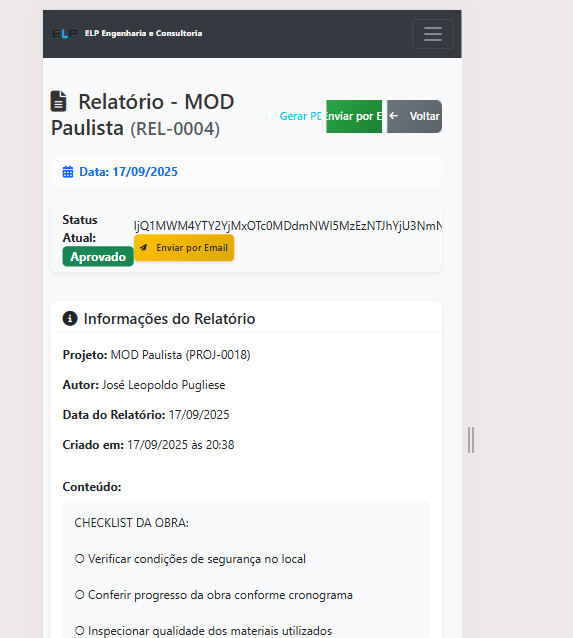 ELP ELP Engenharia e Consultoria
Relatório - MOD
Paulista (REL-0004)
Gerar PD
Enviar por E
Voltar
Data: 17/09/2025
Status
Atual:
Aprovado
Enviar por Email
Informações do Relatório
Projeto: MOD Paulista (PROJ-0018)
Autor: José Leopoldo Pugliese
Data do Relatório: 17/09/2025
Criado em: 17/09/2025 às 20:38
Conteúdo:
CHECKLIST DA OBRA:
○ Verificar condições de segurança no local
○ Conferir progresso da obra conforme cronograma
○ Inspecionar qualidade dos materiais utilizados